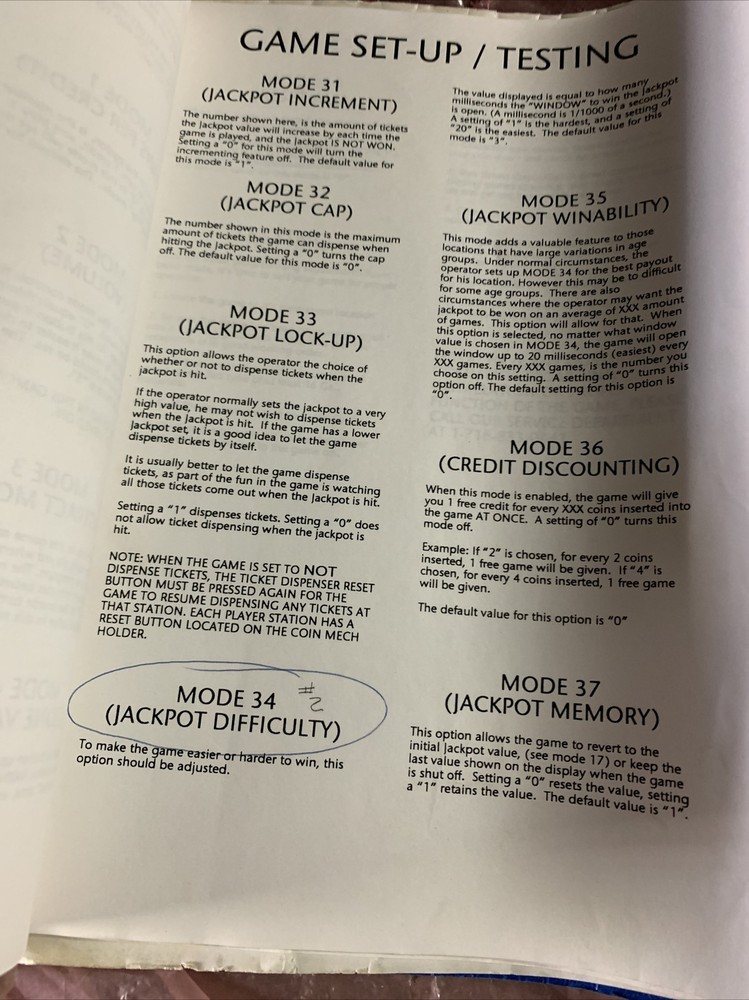 GAME SET-UP / TESTING
MODE 31
(JACKPOT INCREMENT)
The number shown here, is the amount of tickets
the Jackpot value will increase by each time the
game is played, and the Jackpot IS NOT WON.
Setting a "0" for this mode will turn the
incrementing feature off. The default value for
this mode is "1".
MODE 32
(JACKPOT CAP)
The number shown in this mode is the maximum
amount of tickets the game can dispense when
hitting the Jackpot. Setting a "0" turns the cap
off. The default value for this mode is "0".
MODE 33
(JACKPOT LOCK-UP)
This option allows the operator the choice of
whether or not to dispense tickets when the
jackpot is hit.
If the operator normally sets the jackpot to a very
high value, he may not wish to dispense tickets
when the Jackpot is hit. If the game has a lower
Jackpot set, it is a good idea to let the game
dispense tickets by itself.
It is usually better to let the game dispense
tickets, as part of the fun in the game is watching
all those tickets come out when the Jackpot is hit.
Setting a "1" dispenses tickets. Setting a "0" does
not allow ticket dispensing when the jackpot is
hit.
NOTE: WHEN THE GAME IS SET TO NOT
DISPENSE TICKETS, THE TICKET DISPENSER RESET
BUTTON MUST BE PRESSED AGAIN FOR THE
GAME TO RESUME DISPENSING ANY TICKETS AT
THAT STATION. EACH PLAYER STATION HAS A
RESET BUTTON LOCATED ON THE COIN MECH
HOLDER.
MODE 34 #2
(JACKPOT DIFFICULTY)
To make the game easier or harder to win, this
option should be adjusted.
The value displayed is equal to how many
milliseconds the "WINDOW" to win the Jackpot
is open. (A millisecond is 1/1000 of a second.)
A setting of "1" is the hardest, and a setting of
"20" is the easiest. The default value for this
mode is "3".
MODE 35
(JACKPOT WINABILITY)
This mode adds a valuable feature to those
locations that have large variations in age
groups. Under normal circumstances, the
operator sets up MODE 34 for the best payout
for his location. However this may be to difficult
for some age groups. There are also
circumstances where the operator may want the
jackpot to be won on an average of XXX amount
of games. This option will allow for that. When
this option is selected, no matter what window
value is chosen in MODE 34, the game will open
the window up to 20 milliseconds (easiest) every
XXX games. Every XXX games, is the number you
choose on this setting. A setting of "0" turns this
option off. The default setting for this option is
"0".
MODE 36
(CREDIT DISCOUNTING)
When this mode is enabled, the game will give
you 1 free credit for every XXX coins inserted into
the game AT ONCE. A setting of "0" turns this
mode off.
Example: If "2" is chosen, for every 2 coins
inserted, 1 free game will be given. If "4" is
chosen, for every 4 coins inserted, 1 free game
will be given.
The default value for this option is "0"
MODE 37
(JACKPOT MEMORY)
This option allows the game to revert to the
initial Jackpot value, (see mode 17) or keep the
last value shown on the display when the game
is shut off. Setting a "0" resets the value, setting
a "1" retains the value. The default value is "1".